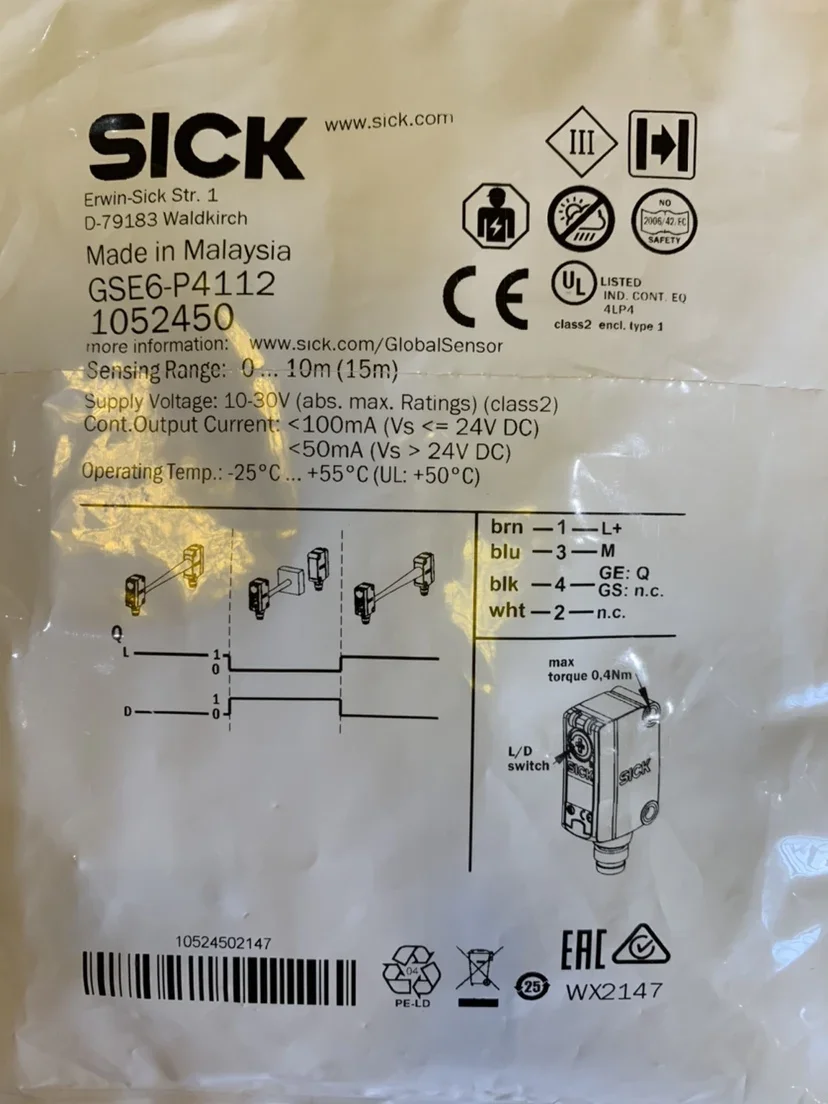 SICK
www.sick.com
Erwin-Sick Str. 1
D-79183 Waldkirch
Made in Malaysia
GSE6-P4112
1052450
III
NO
2006/42.EC
SAFETY
CE
UL
LISTED
IND. CONT. EQ
4LP4
class2 encl. type 1
more information: www.sick.com/GlobalSensor
Sensing Range: 0 ... 10m (15m)
Supply Voltage: 10-30V (abs. max. Ratings) (class2)
Cont.Output Current: <100mA (Vs <= 24V DC)
<50mA (Vs > 24V DC)
Operating Temp.: -25°C ... +55°C (UL: +50°C)
Q
L 1
0
D 1
0
brn — 1 — L+
blu — 3 — M
blk — 4 — GE: Q
GS: n.c.
wht — 2 — n.c.
max
torque 0,4Nm
L/D
switch
SICK
SICK
10524502147
04
PE-LD
25
EAC
WX2147